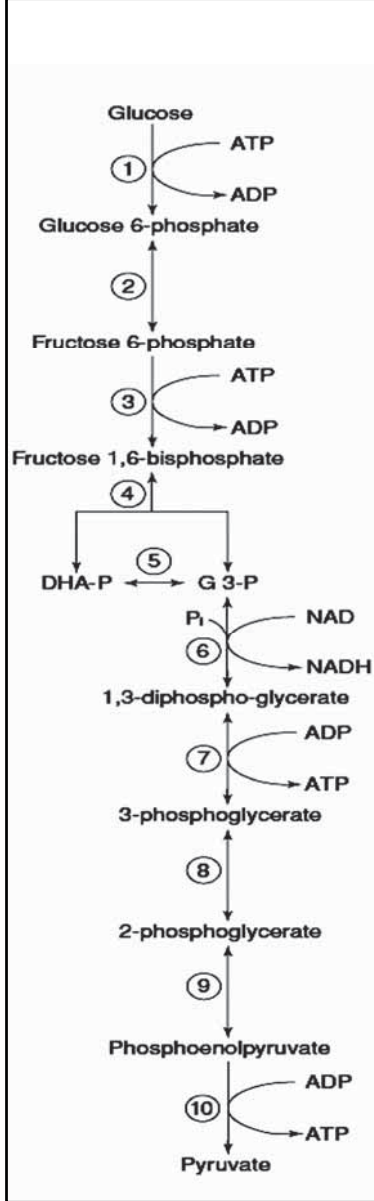 Glucose
ATP
1
ADP
Glucose 6-phosphate
2
Fructose 6-phosphate
ATP
3
ADP
Fructose 1,6-bisphosphate
4
5
DHA-P G 3-P
Pi NAD
6
NADH
1,3-diphospho-glycerate
ADP
7
ATP
3-phosphoglycerate
8
2-phosphoglycerate
9
Phosphoenolpyruvate
ADP
10
ATP
Pyruvate